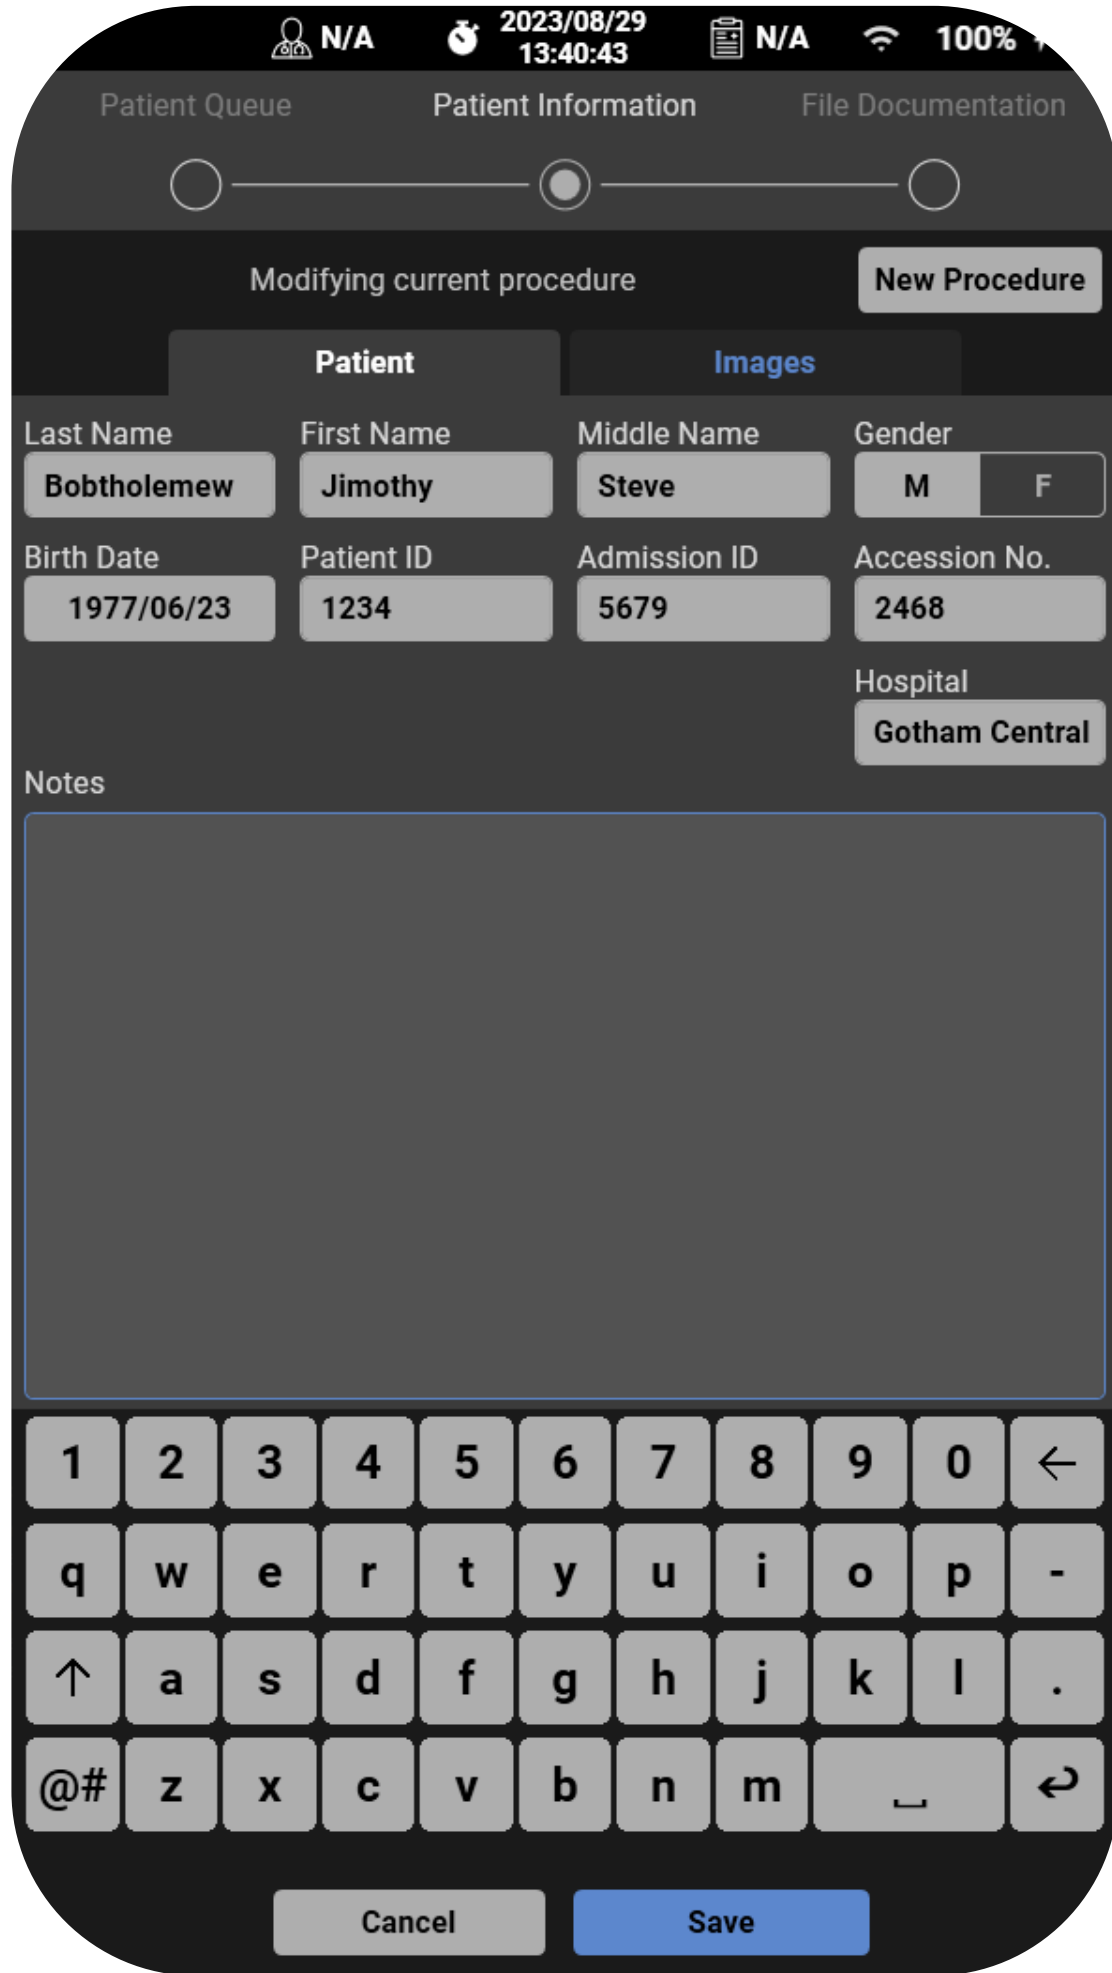 N/A 2023/08/29 N/A 100%
13:40:43
Patient Queue Patient Information File Documentation
Modifying current procedure New Procedure
Patient Images
Last Name First Name Middle Name Gender
Bobtholemew Jimothy Steve M F
Birth Date Patient ID Admission ID Accession No.
1977/06/23 1234 5679 2468
Hospital
Gotham Central
Notes
1 2 3 4 5 6 7 8 9 0 ←
q w e r t y u i o p -
↑ a s d f g h j k l .
@# z x c v b n m
Cancel Save